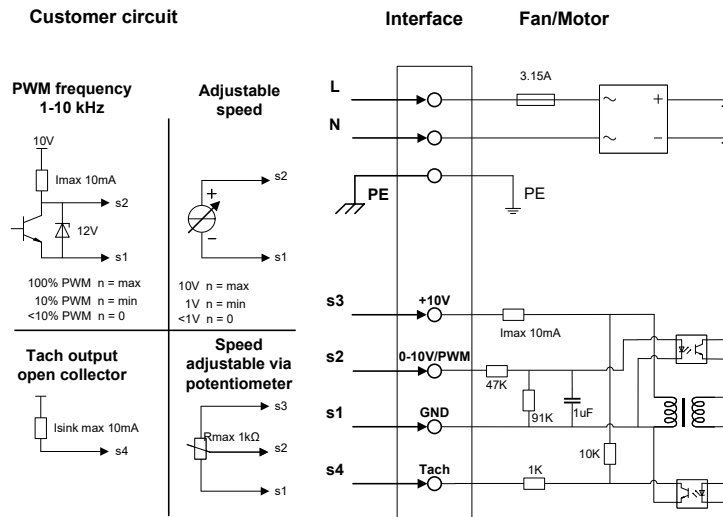 Customer circuit
Interface
Fan/Motor
PWM frequency
1-10 kHz
10V
Imax 10mA
s2
12V
s1
100% PWM n = max
10% PWM n = min
<10% PWM n = 0
Adjustable
speed
s2
+
−
s1
10V n = max
1V n = min
<1V n = 0
Tach output
open collector
Isink max 10mA
s4
Speed
adjustable via
potentiometer
s3
Rmax 1kΩ
s2
s1
L
3.15A
~ +
N
~ −
PE
PE
s3
+10V
Imax 10mA
s2
0-10V/PWM
47K
91K
1uF
s1
GND
10K
s4
Tach
1K